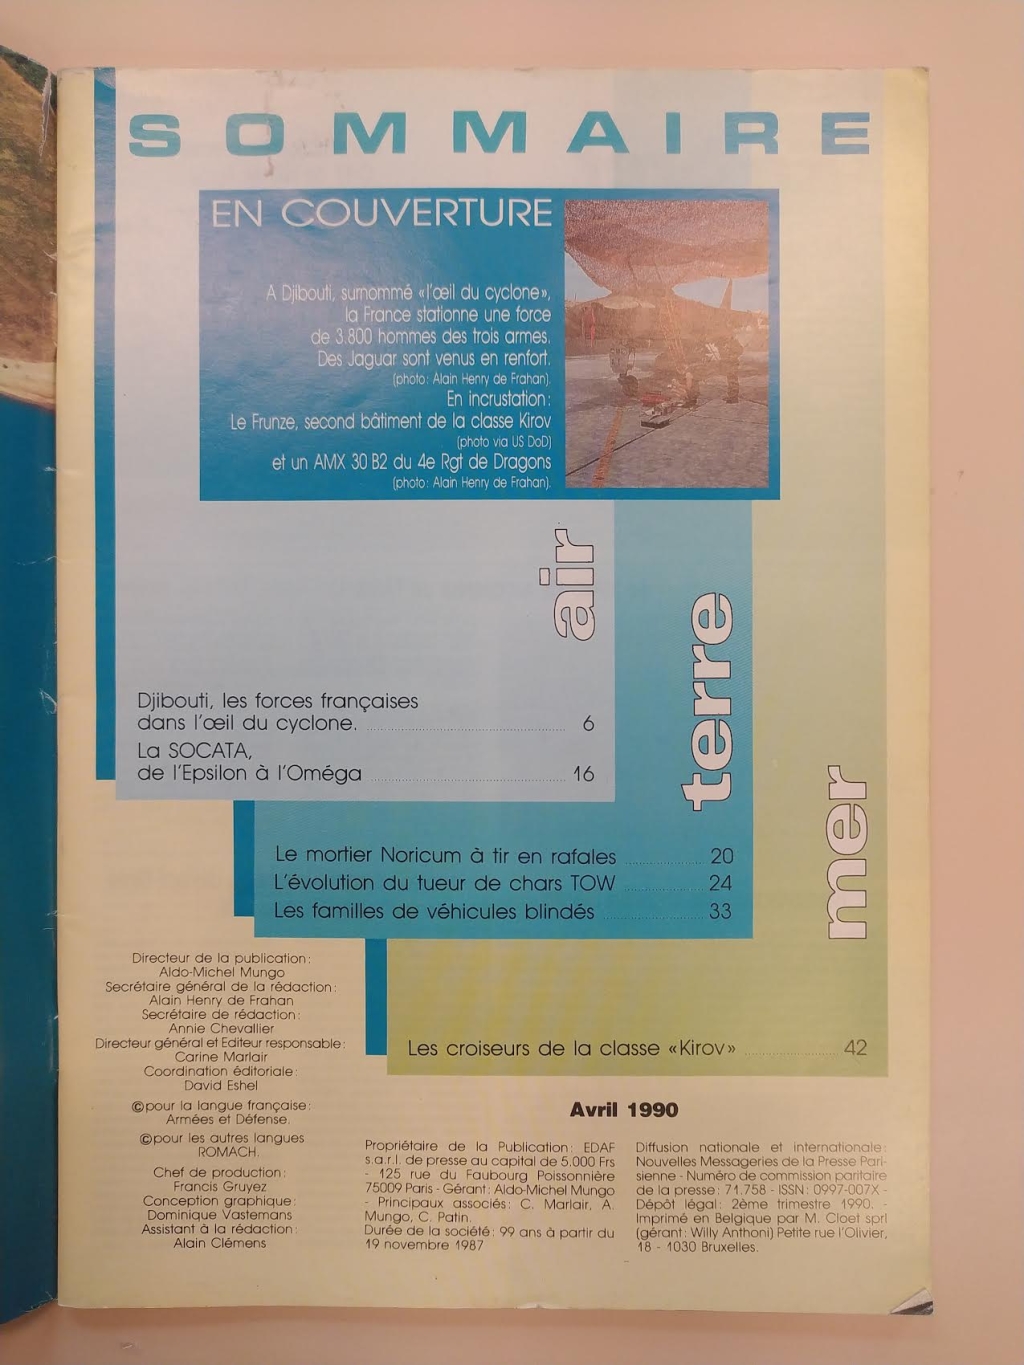 SOMMAIRE
EN COUVERTURE
A Djibouti, surnommé «l'œil du cyclone»,
la France stationne une force
de 3.800 hommes des trois armes.
Des Jaguar sont venus en renfort.
(photo: Alain Henry de Frahan).
En incrustation:
Le Frunze, second bâtiment de la classe Kirov
(photo via US DoD)
et un AMX 30 B2 du 4e Rgt de Dragons
(photo: Alain Henry de Frahan).
air
Djibouti, les forces françaises
dans l'œil du cyclone. 6
La SOCATA,
de l'Epsilon à l'Oméga 16
terre
Le mortier Noricum à tir en rafales 20
L'évolution du tueur de chars TOW 24
Les familles de véhicules blindés 33
mer
Les croiseurs de la classe «Kirov» 42
Directeur de la publication:
Aldo-Michel Mungo
Secrétaire général de la rédaction:
Alain Henry de Frahan
Secrétaire de rédaction:
Annie Chevallier
Directeur général et Editeur responsable:
Carine Marlair
Coordination éditoriale:
David Eshel
©pour la langue française:
Armées et Défense.
©pour les autres langues
ROMACH.
Chef de production:
Francis Gruyez
Conception graphique:
Dominique Vastemans
Assistant à la rédaction:
Alain Clémens
Avril 1990
Propriétaire de la Publication: EDAF
s.a.r.l. de presse au capital de 5.000 Frs
- 125 rue du Faubourg Poissonnière
75009 Paris - Gérant: Aldo-Michel Mungo
- Principaux associés: C. Marlair, A.
Mungo, C. Patin.
Durée de la société: 99 ans à partir du
19 novembre 1987
Diffusion nationale et internationale:
Nouvelles Messageries de la Presse Pari-
sienne - Numéro de commission paritaire
de la presse: 71.758 - ISSN: 0997-007X -
Dépôt légal: 2ème trimestre 1990. -
Imprimé en Belgique par M. Cloet sprl
(gérant: Willy Anthoni) Petite rue l'Olivier,
18 - 1030 Bruxelles.